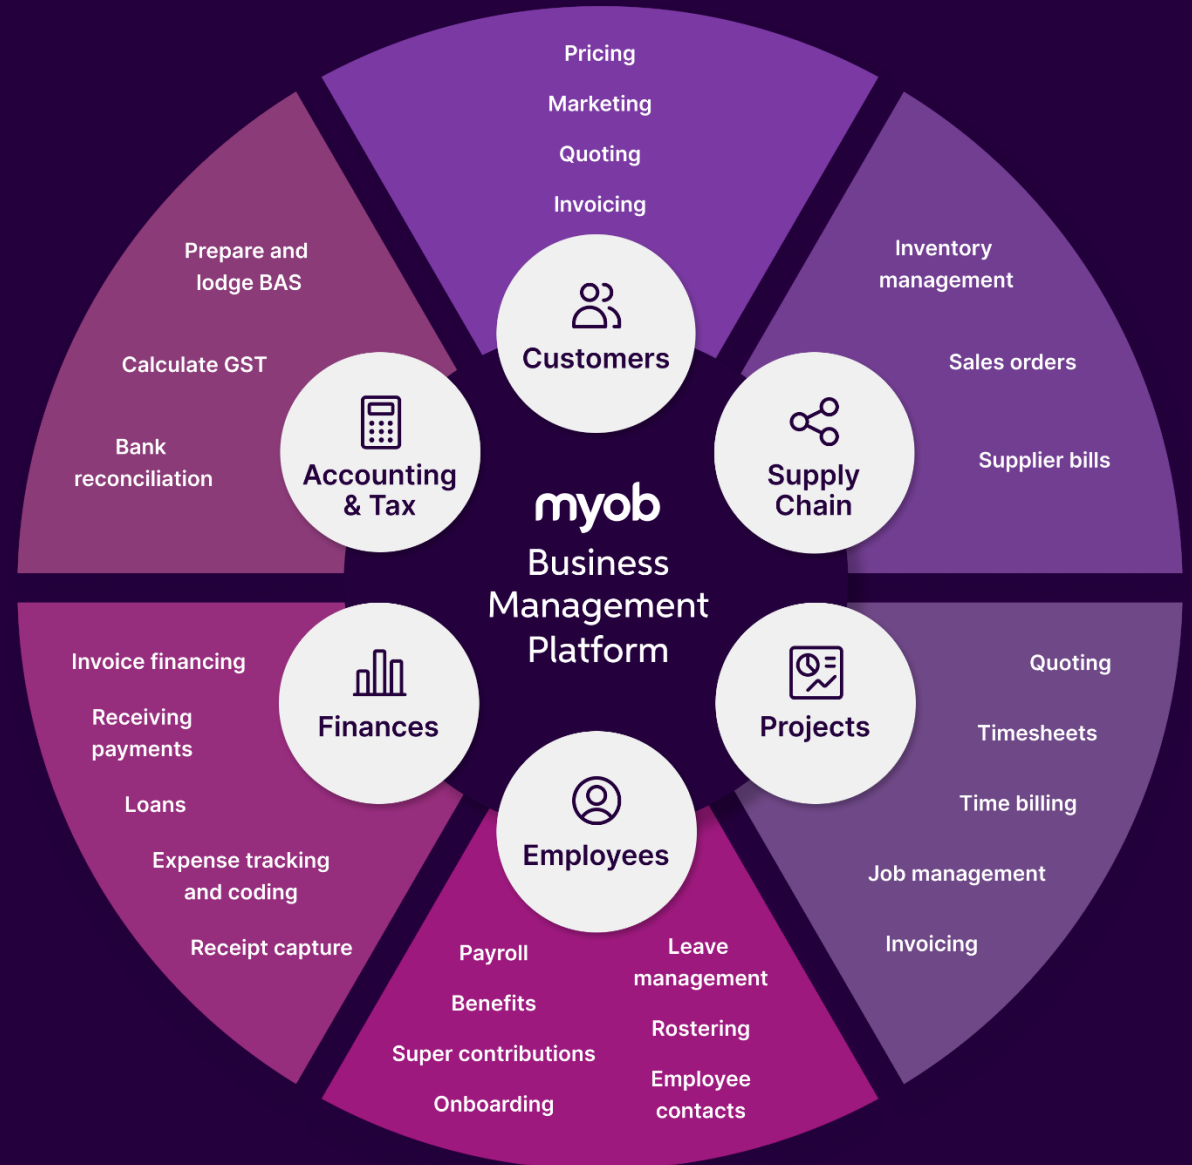 Pricing
Marketing
Quoting
Invoicing
Customers
Inventory
management
Sales orders
Supplier bills
Supply
Chain
Quoting
Timesheets
Time billing
Job management
Invoicing
Projects
Employees
Payroll
Benefits
Super contributions
Onboarding
Leave
management
Rostering
Employee
contacts
Finances
Invoice financing
Receiving
payments
Loans
Expense tracking
and coding
Receipt capture
Accounting
& Tax
Prepare and
lodge BAS
Calculate GST
Bank
reconciliation
myob
Business
Management
Platform